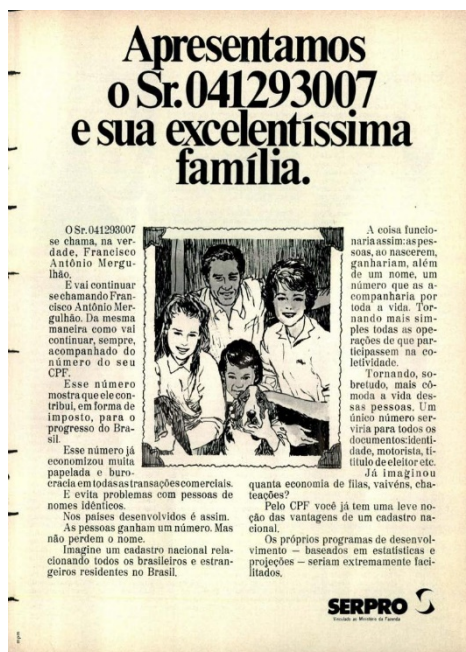 Apresentamos
o Sr. 041293007
e sua excelentíssima
família.
O Sr. 041293007
se chama, na ver-
dade, Francisco
Antônio Mergu-
lhão.
E vai continuar
se chamando Fran-
cisco Antônio Mer-
gulhão. Da mesma
maneira como vai
continuar, sempre,
acompanhado do
número do seu
CPF.
Esse número
mostra que ele con-
tribui, em forma de
imposto, para o
progresso do Bra-
sil.
Esse número já
economizou muita
papelada e buro-
cracia em todas as transações comerciais.
E evita problemas com pessoas de
nomes idênticos.
Nos países desenvolvidos é assim.
As pessoas ganham um número. Mas
não perdem o nome.
Imagine um cadastro nacional rela-
cionando todos os brasileiros e estran-
geiros residentes no Brasil.
A coisa funcio-
naria assim: as pes-
soas, ao nascerem,
ganhariam, além
de um nome, um
número que as a-
companharia por
toda a vida. Tor-
nando mais sim-
ples todas as ope-
rações de que par-
ticipassem na co-
letividade.
Tornando, so-
bretudo, mais cô-
moda a vida des-
sas pessoas. Um
único número ser-
viria para todos os
documentos: identi-
dade, motorista, tí-
título de eleitor etc.
Já imaginou
quanta economia de filas, vaivéns, cha-
teações?
Pelo CPF você já tem uma leve no-
ção das vantagens de um cadastro na-
cional.
Os próprios programas de desenvol-
vimento — baseados em estatísticas e
projeções — seriam extremamente faci-
litados.
SERPRO
Vinculado ao Ministério da Fazenda